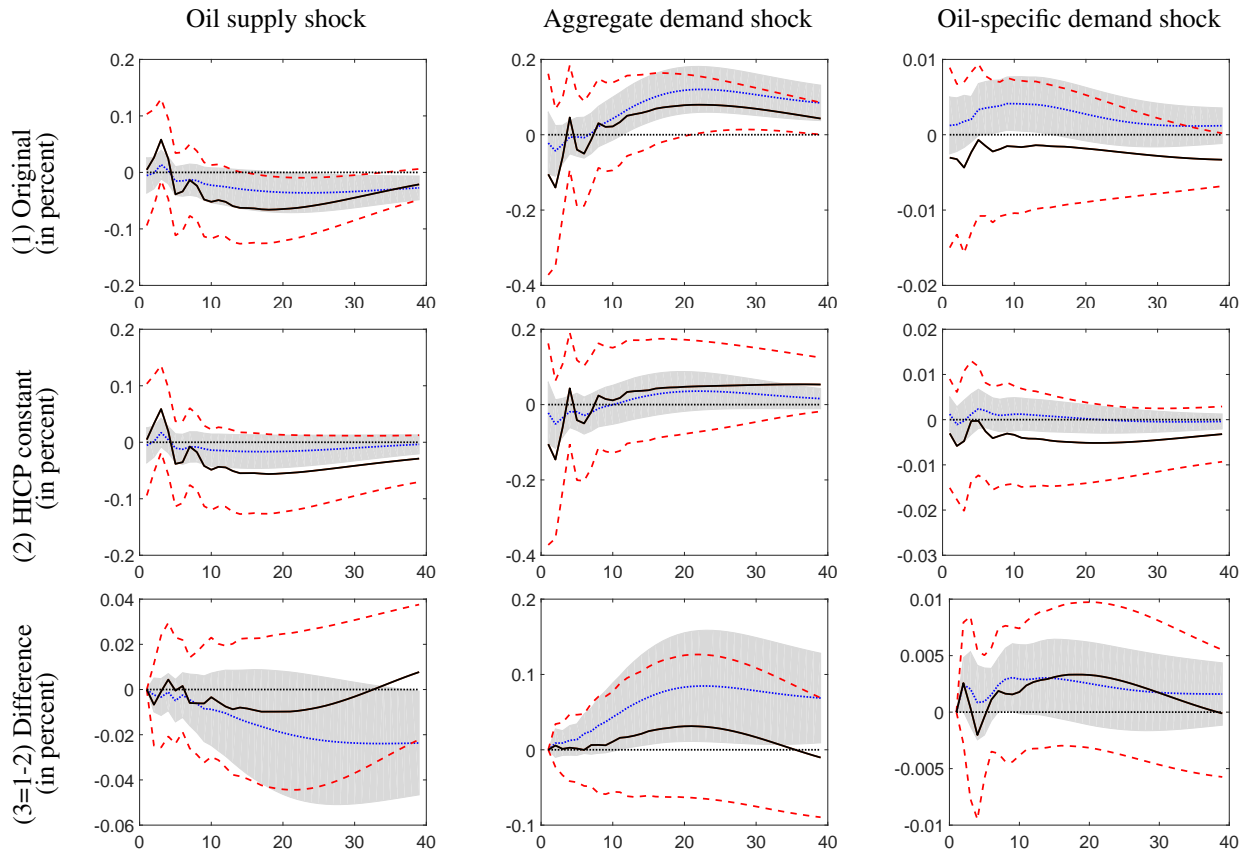 Oil supply shock Aggregate demand shock Oil-specific demand shock
(1) Original
(in percent)
0.2
0.1
0
-0.1
-0.2
0 10 20 30 40
0.2
0
-0.2
-0.4
0 10 20 30 40
0.01
0
-0.01
-0.02
0 10 20 30 40
(2) HICP constant
(in percent)
0.2
0.1
0
-0.1
-0.2
0 10 20 30 40
0.2
0
-0.2
-0.4
0 10 20 30 40
0.02
0.01
0
-0.01
-0.02
-0.03
0 10 20 30 40
(3=1-2) Difference
(in percent)
0.04
0.02
0
-0.02
-0.04
-0.06
0 10 20 30 40
0.2
0.1
0
-0.1
0 10 20 30 40
0.01
0.005
0
-0.005
-0.01
0 10 20 30 40